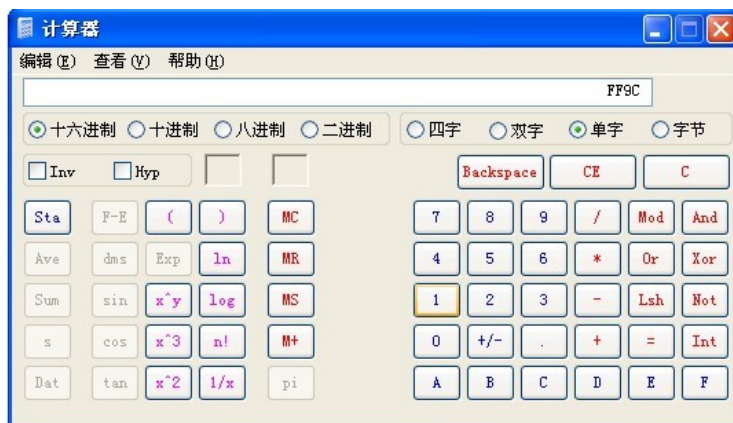 计算器
编辑(E) 查看(V) 帮助(H)
FF9C
十六进制 十进制 八进制 二进制 四字 双字 单字 字节
Inv Hyp Backspace CE C
Sta F-E ( ) MC 7 8 9 / Mod And
Ave dms Exp ln MR 4 5 6 * Or Xor
Sum sin x^y log MS 1 2 3 - Lsh Not
s cos x^3 n! M+ 0 +/- . + = Int
Dat tan x^2 1/x pi A B C D E F